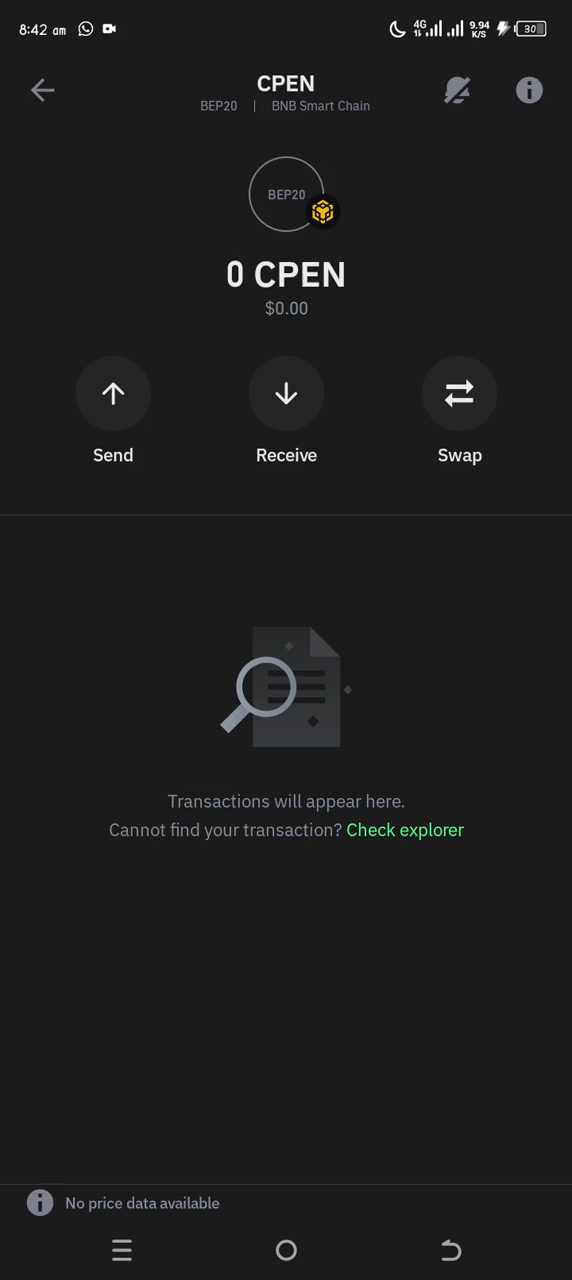 8:42 am
4G
9.94 K/S
30
CPEN
BEP20 | BNB Smart Chain
BEP20
0 CPEN
$0.00
Send Receive Swap
Transactions will appear here.
Cannot find your transaction? Check explorer
No price data available